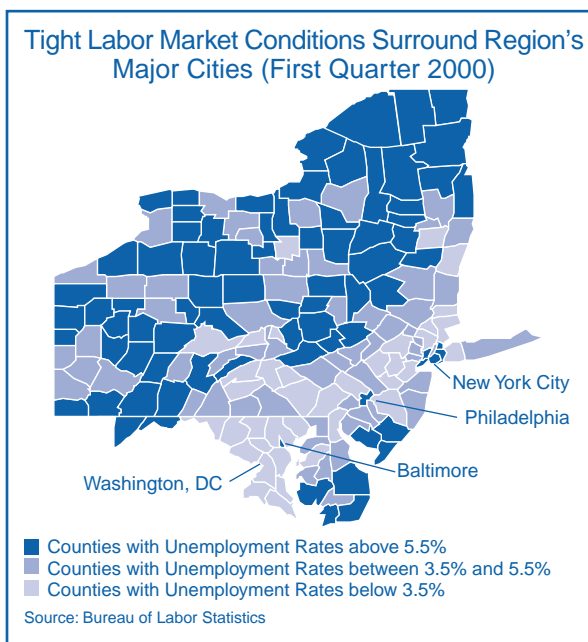 Tight Labor Market Conditions Surround Region's
Major Cities (First Quarter 2000)
New York City
Philadelphia
Baltimore
Washington, DC
Counties with Unemployment Rates above 5.5%
Counties with Unemployment Rates between 3.5% and 5.5%
Counties with Unemployment Rates below 3.5%
Source: Bureau of Labor Statistics